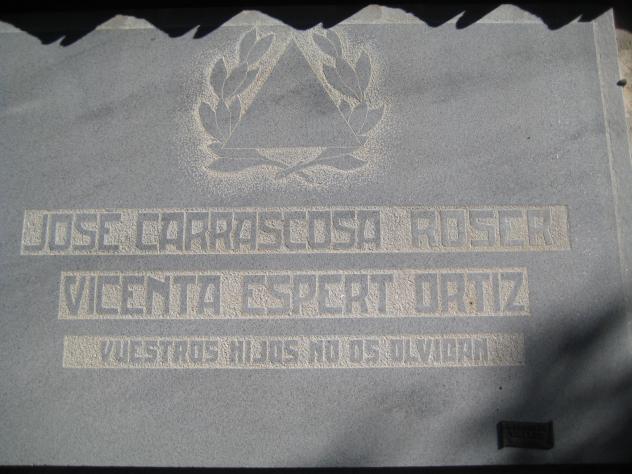 JOSE CARRASCOSA ROSER
VICENTA ESPERT ORTIZ
VUESTROS HIJOS NO OS OLVIDAN